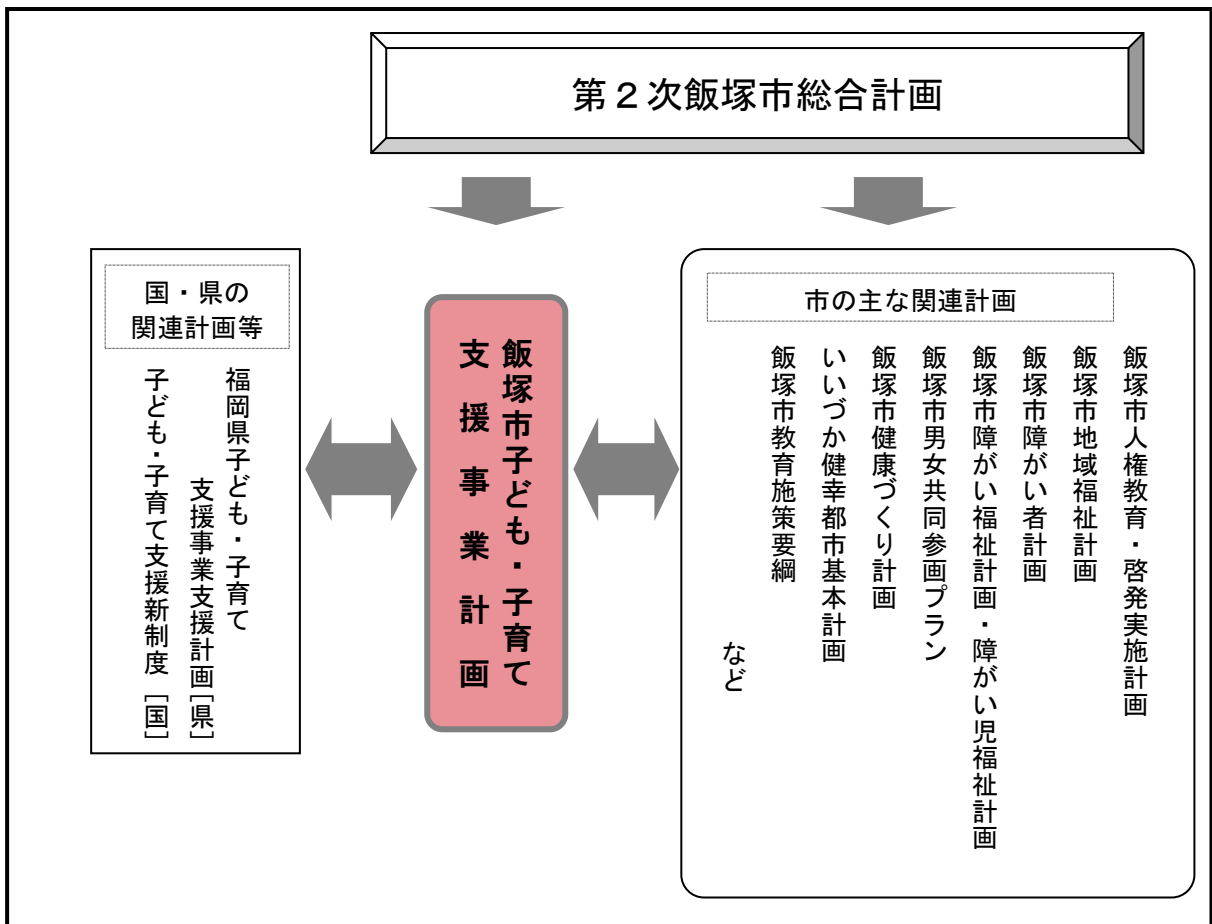 第２次飯塚市総合計画
国・県の
関連計画等
福岡県子ども・子育て
支援事業支援計画［県］
子ども・子育て支援新制度［国］
飯塚市子ども・子育て
支援事業計画
市の主な関連計画
飯塚市人権教育・啓発実施計画
飯塚市地域福祉計画
飯塚市障がい者計画
飯塚市障がい福祉計画・障がい児福祉計画
飯塚市男女共同参画プラン
飯塚市健康づくり計画
いいづか健幸都市基本計画
飯塚市教育施策要綱
など